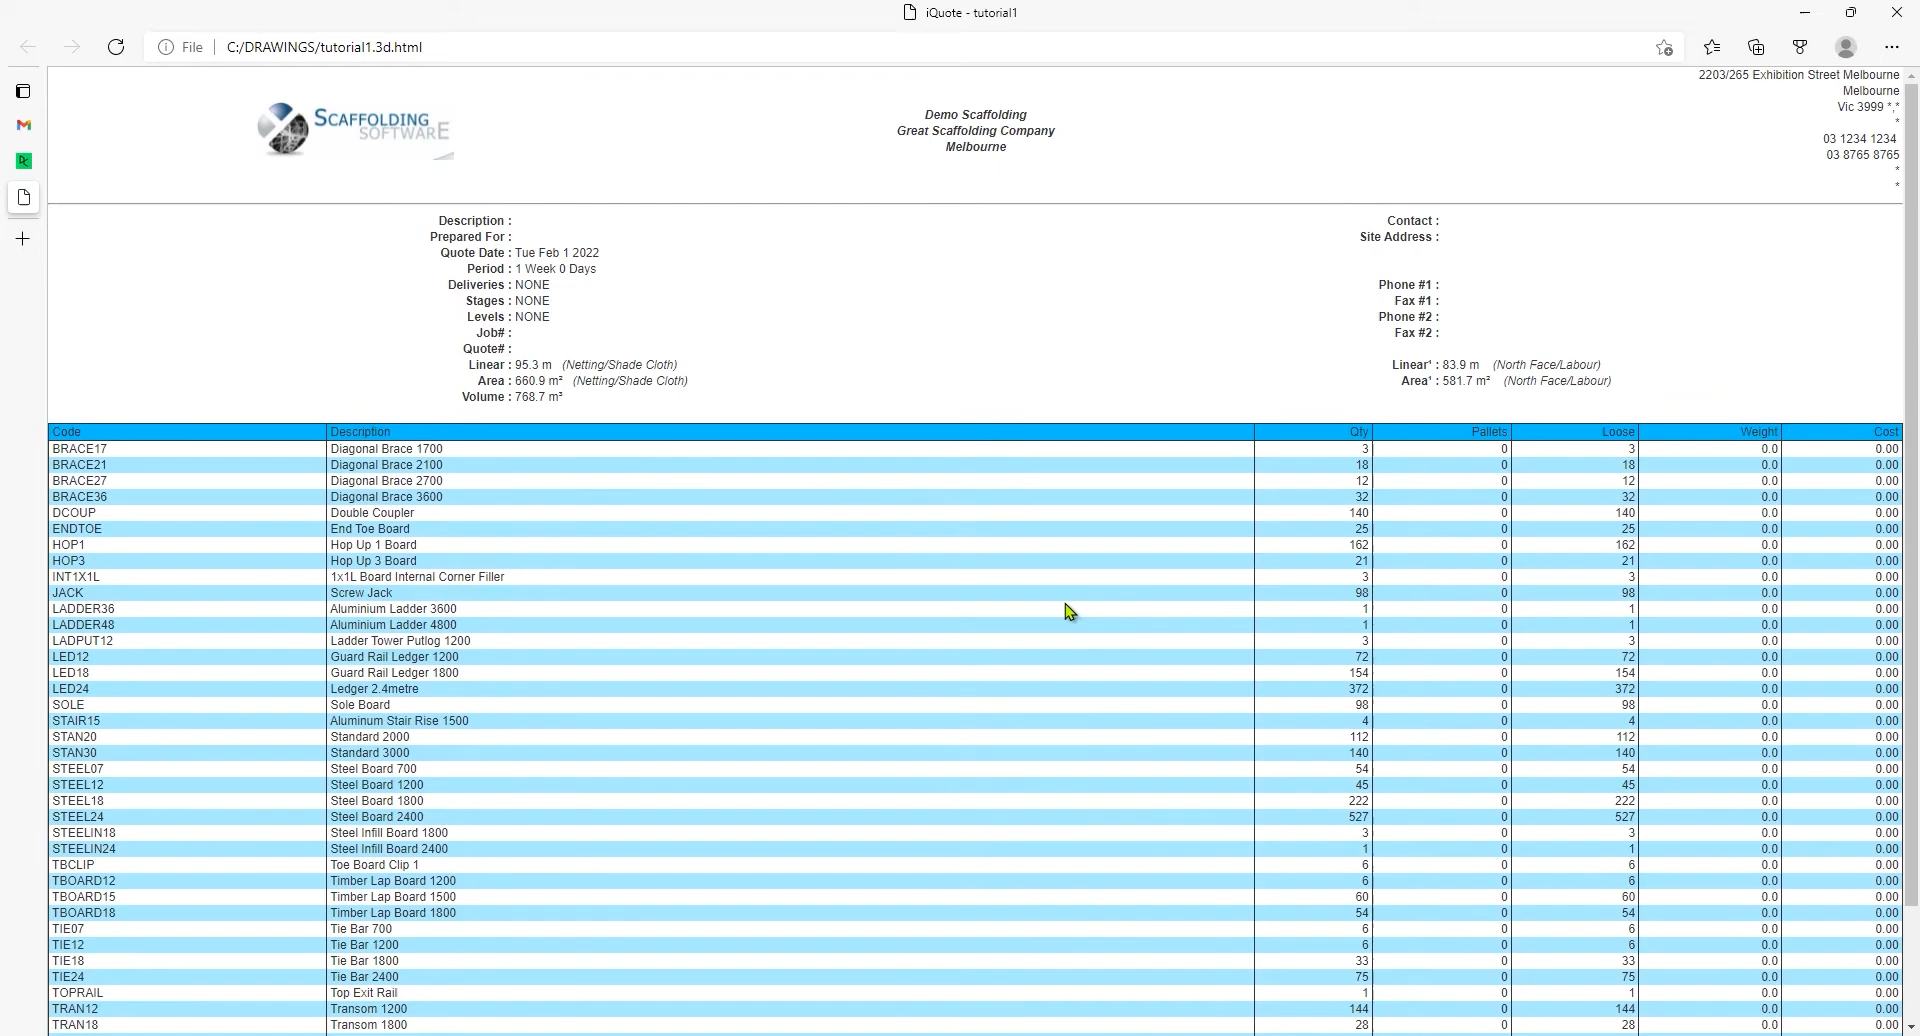 iQuote - tutorial1
File C:/DRAWINGS/tutorial1.3d.html
SCAFFOLDING
SOFTWARE
Demo Scaffolding
Great Scaffolding Company
Melbourne
2203/265 Exhibition Street Melbourne
Melbourne
Vic 3999 *,*
*
03 1234 1234
03 8765 8765
*
*
Description :
Prepared For :
Quote Date : Tue Feb 1 2022
Period : 1 Week 0 Days
Deliveries : NONE
Stages : NONE
Levels : NONE
Job# :
Quote# :
Linear : 95.3 m (Netting/Shade Cloth)
Area : 660.9 m² (Netting/Shade Cloth)
Volume : 768.7 m³
Contact :
Site Address :
Phone #1 :
Fax #1 :
Phone #2 :
Fax #2 :
Linear¹ : 83.9 m (North Face/Labour)
Area¹ : 581.7 m² (North Face/Labour)
Code Description Qty Pallets Loose Weight Cost
BRACE17 Diagonal Brace 1700 3 0 3 0.0 0.00
BRACE21 Diagonal Brace 2100 18 0 18 0.0 0.00
BRACE27 Diagonal Brace 2700 12 0 12 0.0 0.00
BRACE36 Diagonal Brace 3600 32 0 32 0.0 0.00
DCOUP Double Coupler 140 0 140 0.0 0.00
ENDTOE End Toe Board 25 0 25 0.0 0.00
HOP1 Hop Up 1 Board 162 0 162 0.0 0.00
HOP3 Hop Up 3 Board 21 0 21 0.0 0.00
INT1X1L 1x1L Board Internal Corner Filler 3 0 3 0.0 0.00
JACK Screw Jack 98 0 98 0.0 0.00
LADDER36 Aluminium Ladder 3600 1 0 1 0.0 0.00
LADDER48 Aluminium Ladder 4800 1 0 1 0.0 0.00
LADPUT12 Ladder Tower Putlog 1200 3 0 3 0.0 0.00
LED12 Guard Rail Ledger 1200 72 0 72 0.0 0.00
LED18 Guard Rail Ledger 1800 154 0 154 0.0 0.00
LED24 Ledger 2.4metre 372 0 372 0.0 0.00
SOLE Sole Board 98 0 98 0.0 0.00
STAIR15 Aluminum Stair Rise 1500 4 0 4 0.0 0.00
STAN20 Standard 2000 112 0 112 0.0 0.00
STAN30 Standard 3000 140 0 140 0.0 0.00
STEEL07 Steel Board 700 54 0 54 0.0 0.00
STEEL12 Steel Board 1200 45 0 45 0.0 0.00
STEEL18 Steel Board 1800 222 0 222 0.0 0.00
STEEL24 Steel Board 2400 527 0 527 0.0 0.00
STEELIN18 Steel Infill Board 1800 3 0 3 0.0 0.00
STEELIN24 Steel Infill Board 2400 1 0 1 0.0 0.00
TBCLIP Toe Board Clip 1 6 0 6 0.0 0.00
TBOARD12 Timber Lap Board 1200 6 0 6 0.0 0.00
TBOARD15 Timber Lap Board 1500 60 0 60 0.0 0.00
TBOARD18 Timber Lap Board 1800 54 0 54 0.0 0.00
TIE07 Tie Bar 700 6 0 6 0.0 0.00
TIE12 Tie Bar 1200 6 0 6 0.0 0.00
TIE18 Tie Bar 1800 33 0 33 0.0 0.00
TIE24 Tie Bar 2400 75 0 75 0.0 0.00
TOPRAIL Top Exit Rail 1 0 1 0.0 0.00
TRAN12 Transom 1200 144 0 144 0.0 0.00
TRAN18 Transom 1800 28 0 28 0.0 0.00